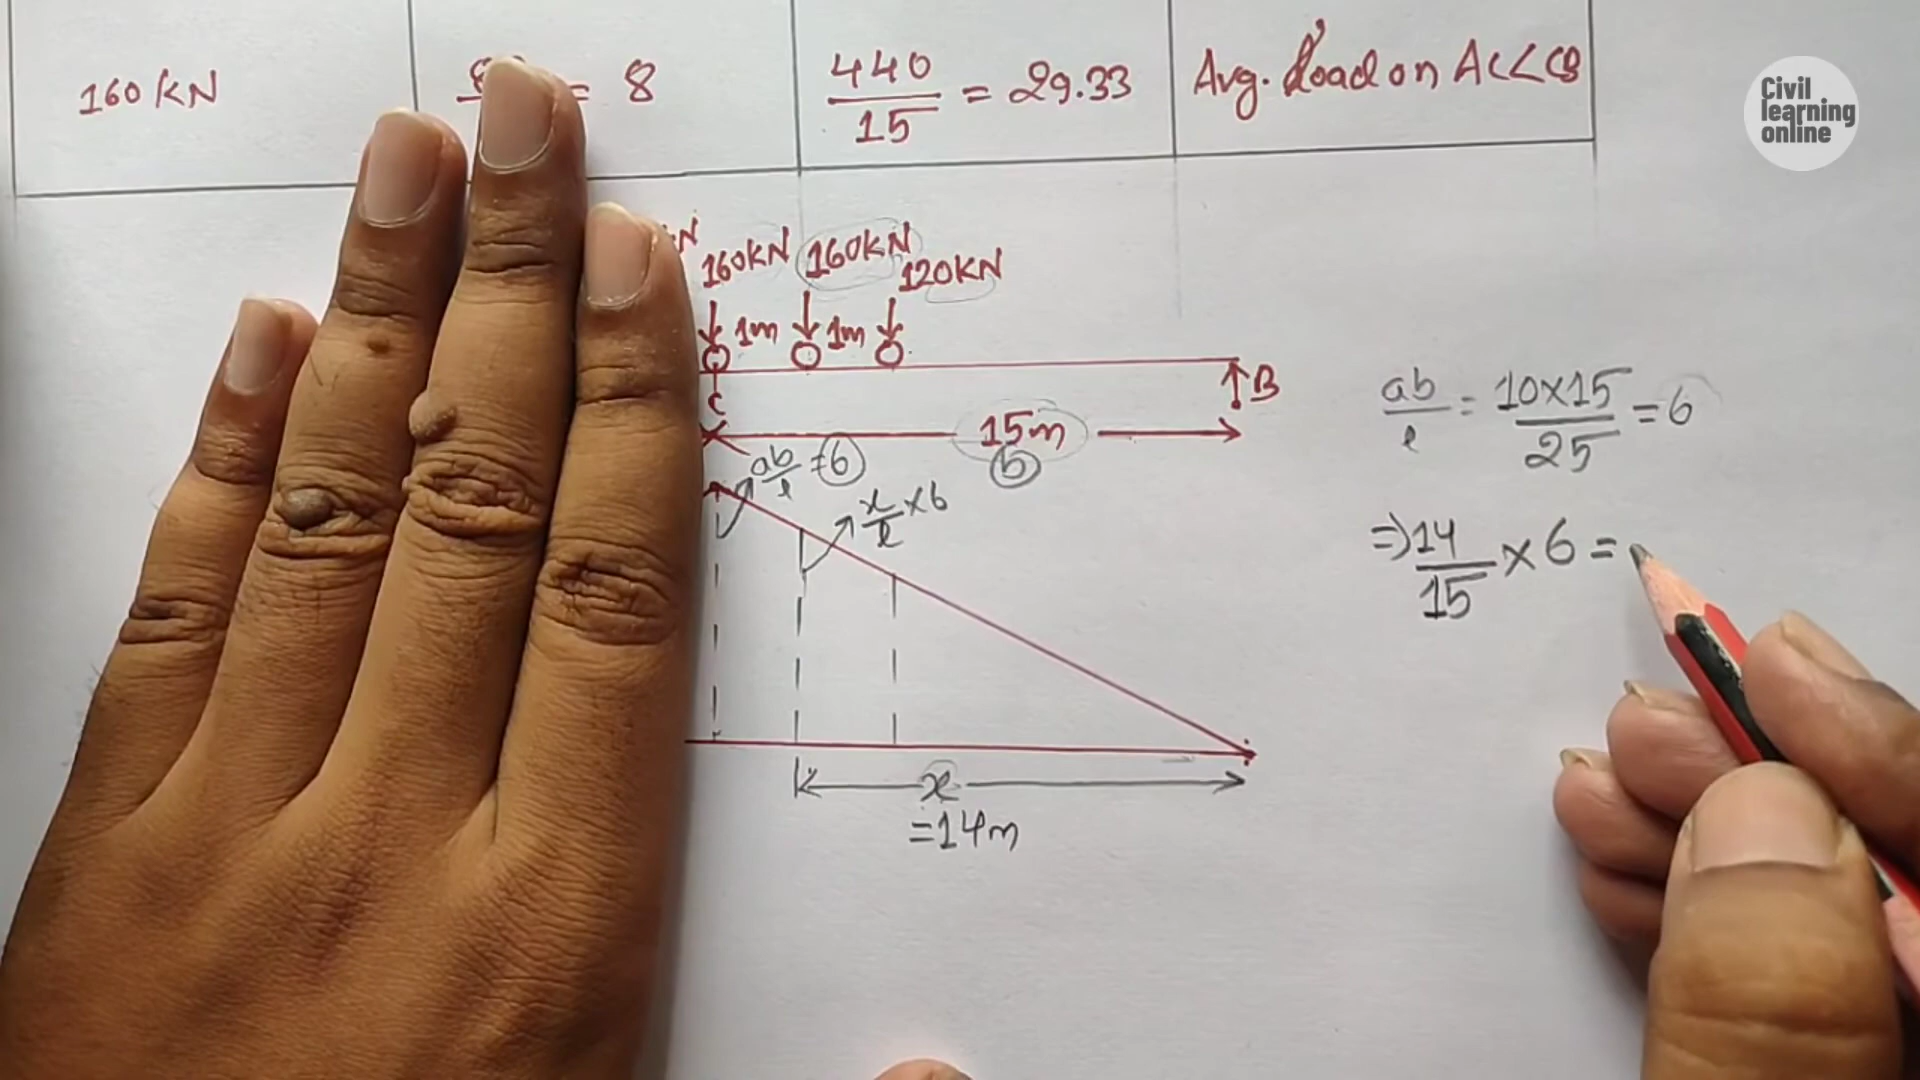 160 KN
= 8
440/15 = 29.33
Avg. Load on AC < CB
Civil learning online
160KN 160KN 120KN
1m 1m
C
B
15m
b
ab/l = 6
x/l × 6
x
= 14m
ab/l = 10×15/25 = 6
⇒ 14/15 × 6 =